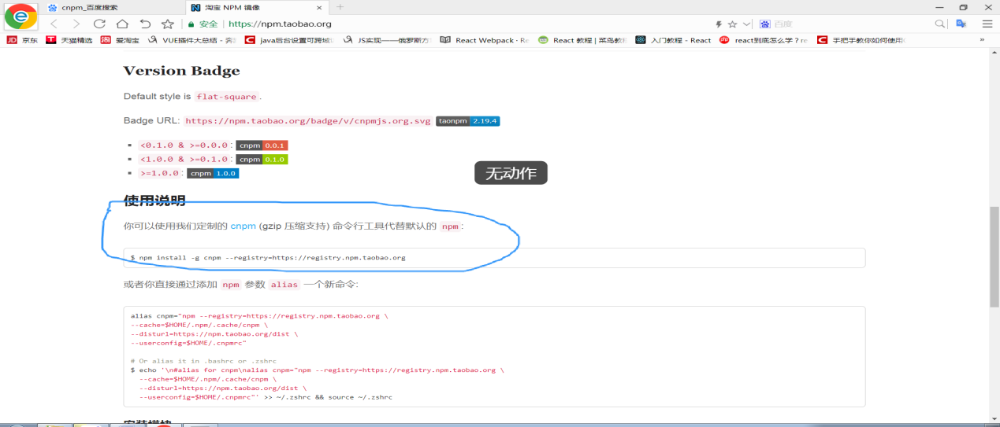 cnpm_百度搜索
淘宝 NPM 镜像
安全
https://npm.taobao.org
百度
京东
天猫精选
爱淘宝
VUE插件大总结 - 奔
java后台设置可跨域
JS实现——俄罗斯方
React Webpack · Re
React 教程 | 菜鸟教程
入门教程 - React
react到底怎么学？re
手把手教你如何使用
Version Badge
Default style is flat-square.
Badge URL: https://npm.taobao.org/badge/v/cnpmjs.org.svg taonpm 2.19.4
<0.1.0 & >=0.0.0: cnpm 0.0.1
<1.0.0 & >=0.1.0: cnpm 0.1.0
>=1.0.0: cnpm 1.0.0
无动作
使用说明
你可以使用我们定制的 cnpm (gzip 压缩支持) 命令行工具代替默认的 npm:
$ npm install -g cnpm --registry=https://registry.npm.taobao.org
或者你直接通过添加 npm 参数 alias 一个新命令:
alias cnpm="npm --registry=https://registry.npm.taobao.org \
--cache=$HOME/.npm/.cache/cnpm \
--disturl=https://npm.taobao.org/dist \
--userconfig=$HOME/.cnpmrc"
# Or alias it in .bashrc or .zshrc
$ echo '\n#alias for cnpm\nalias cnpm="npm --registry=https://registry.npm.taobao.org \
--cache=$HOME/.npm/.cache/cnpm \
--disturl=https://npm.taobao.org/dist \
--userconfig=$HOME/.cnpmrc"' >> ~/.zshrc && source ~/.zshrc
安装模块